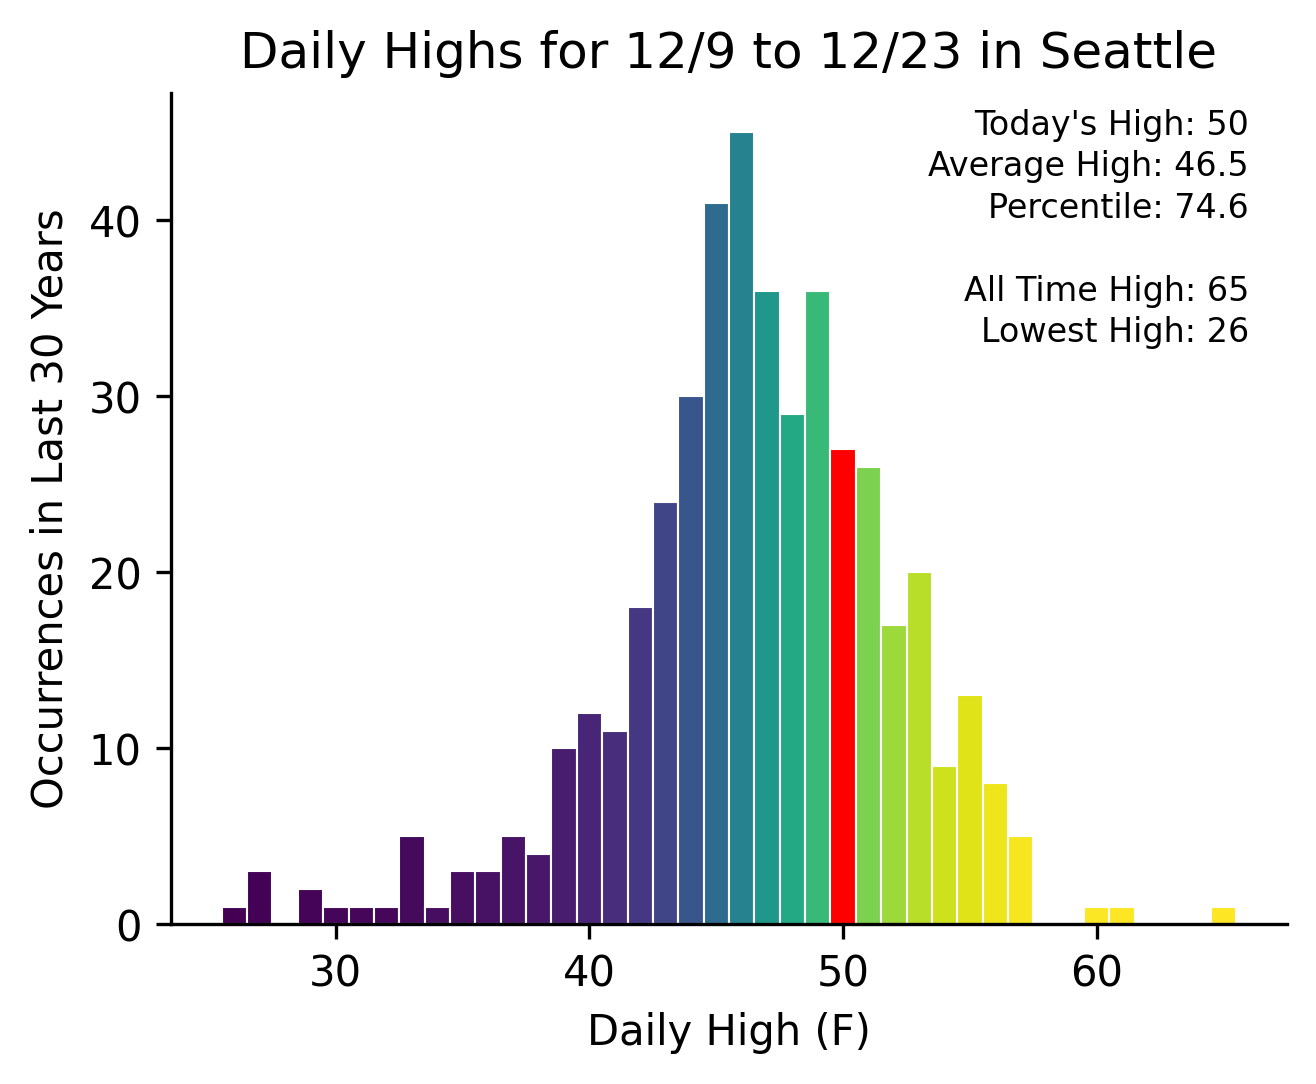 Daily Highs for 12/9 to 12/23 in Seattle
Today's High: 50
Average High: 46.5
Percentile: 74.6
All Time High: 65
Lowest High: 26
Occurrences in Last 30 Years
40
30
20
10
0
30 40 50 60
Daily High (F)